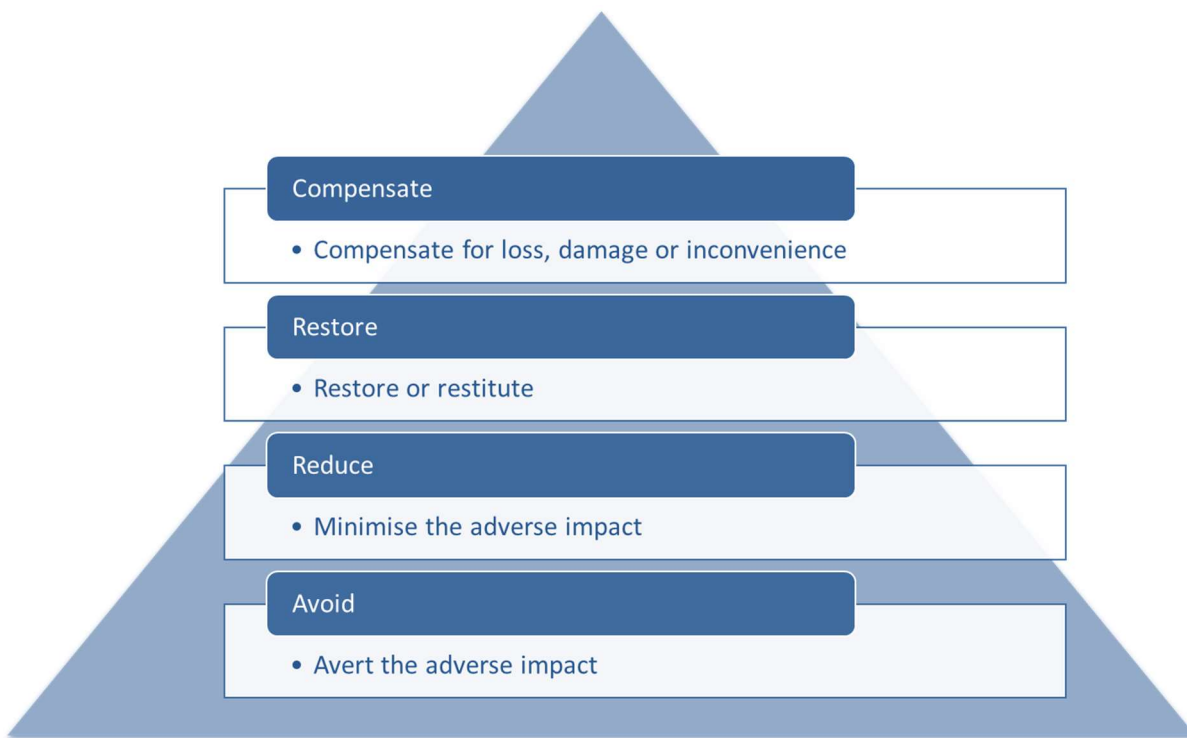 Compensate
• Compensate for loss, damage or inconvenience
Restore
• Restore or restitute
Reduce
• Minimise the adverse impact
Avoid
• Avert the adverse impact